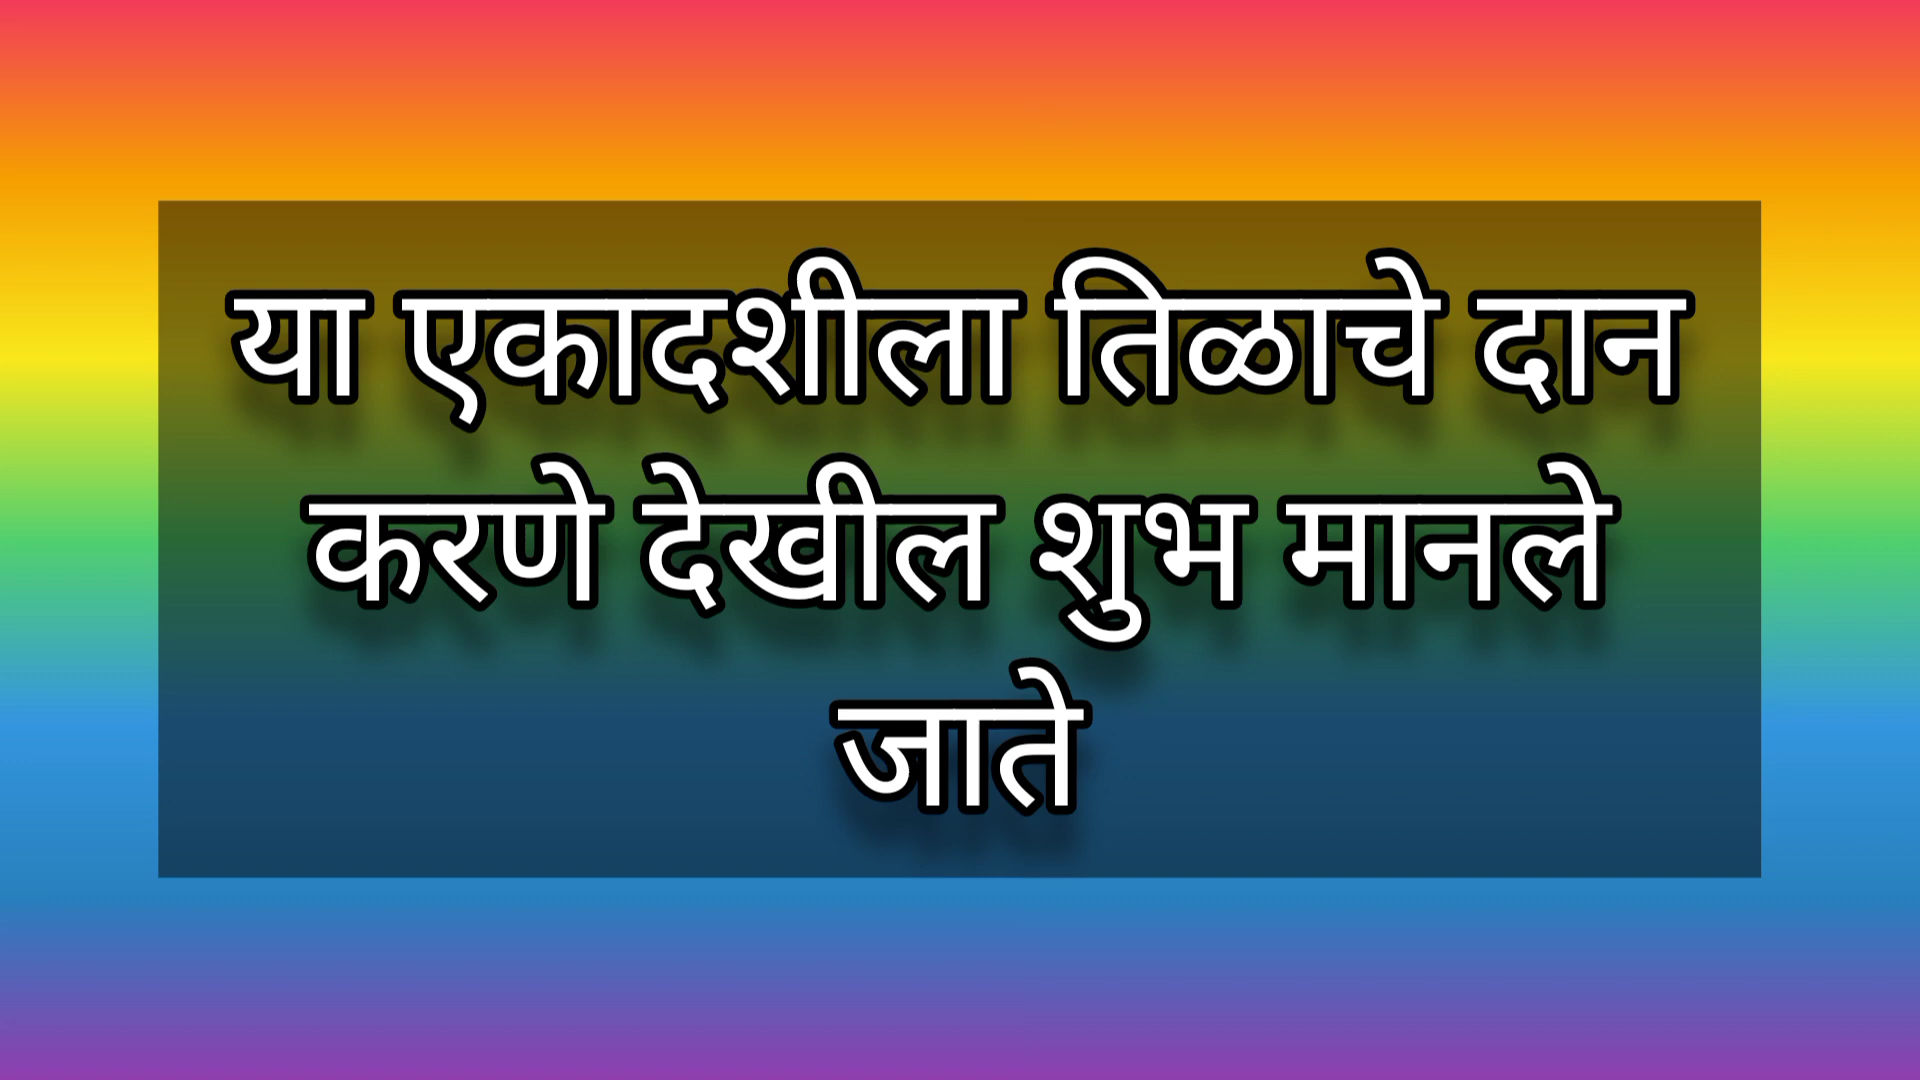 या एकादशीला तिळाचे दान
करणे देखील शुभ मानले
जाते